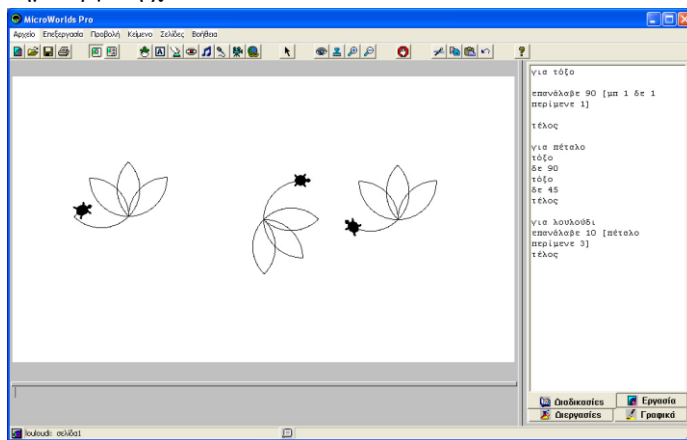 MicroWorlds Pro
Αρχείο Επεξεργασία Προβολή Κείμενο Σελίδες Βοήθεια
για τόξο
επανάλαβε 90 [μπ 1 δε 1
περίμενε 1]
τέλος
για πέταλο
τόξο
δε 90
τόξο
δε 45
τέλος
για λουλούδι
επανάλαβε 10 [πέταλο
περίμενε 3]
τέλος
Διαδικασίες Εργασία
Διεργασίες Γραφικά
louloudi: σελίδα1